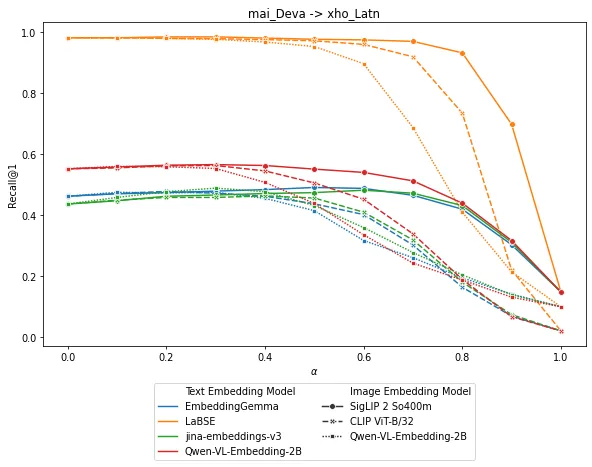 mai_Deva -> xho_Latn
1.0
0.8
0.6
0.4
0.2
0.0
Recall@1
0.0 0.2 0.4 0.6 0.8 1.0
α
Text Embedding Model Image Embedding Model
EmbeddingGemma SigLIP 2 So400m
LaBSE CLIP ViT-B/32
jina-embeddings-v3 Qwen-VL-Embedding-2B
Qwen-VL-Embedding-2B